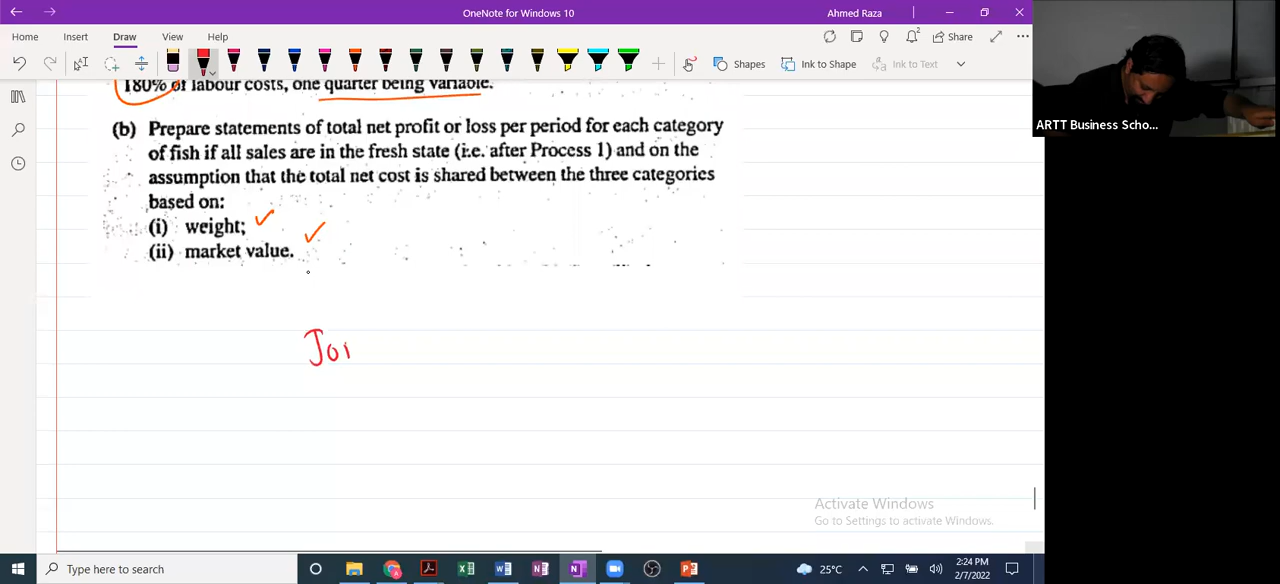 OneNote for Windows 10
Ahmed Raza
Home Insert Draw View Help
Share
Shapes Ink to Shape Ink to Text
180% of labour costs, one quarter being variable.
(b) Prepare statements of total net profit or loss per period for each category
of fish if all sales are in the fresh state (i.e. after Process 1) and on the
assumption that the total net cost is shared between the three categories
based on:
(i) weight;
(ii) market value.
Joi
ARTT Business Scho...
Activate Windows
Go to Settings to activate Windows.
Type here to search
25°C
2:24 PM
2/7/2022